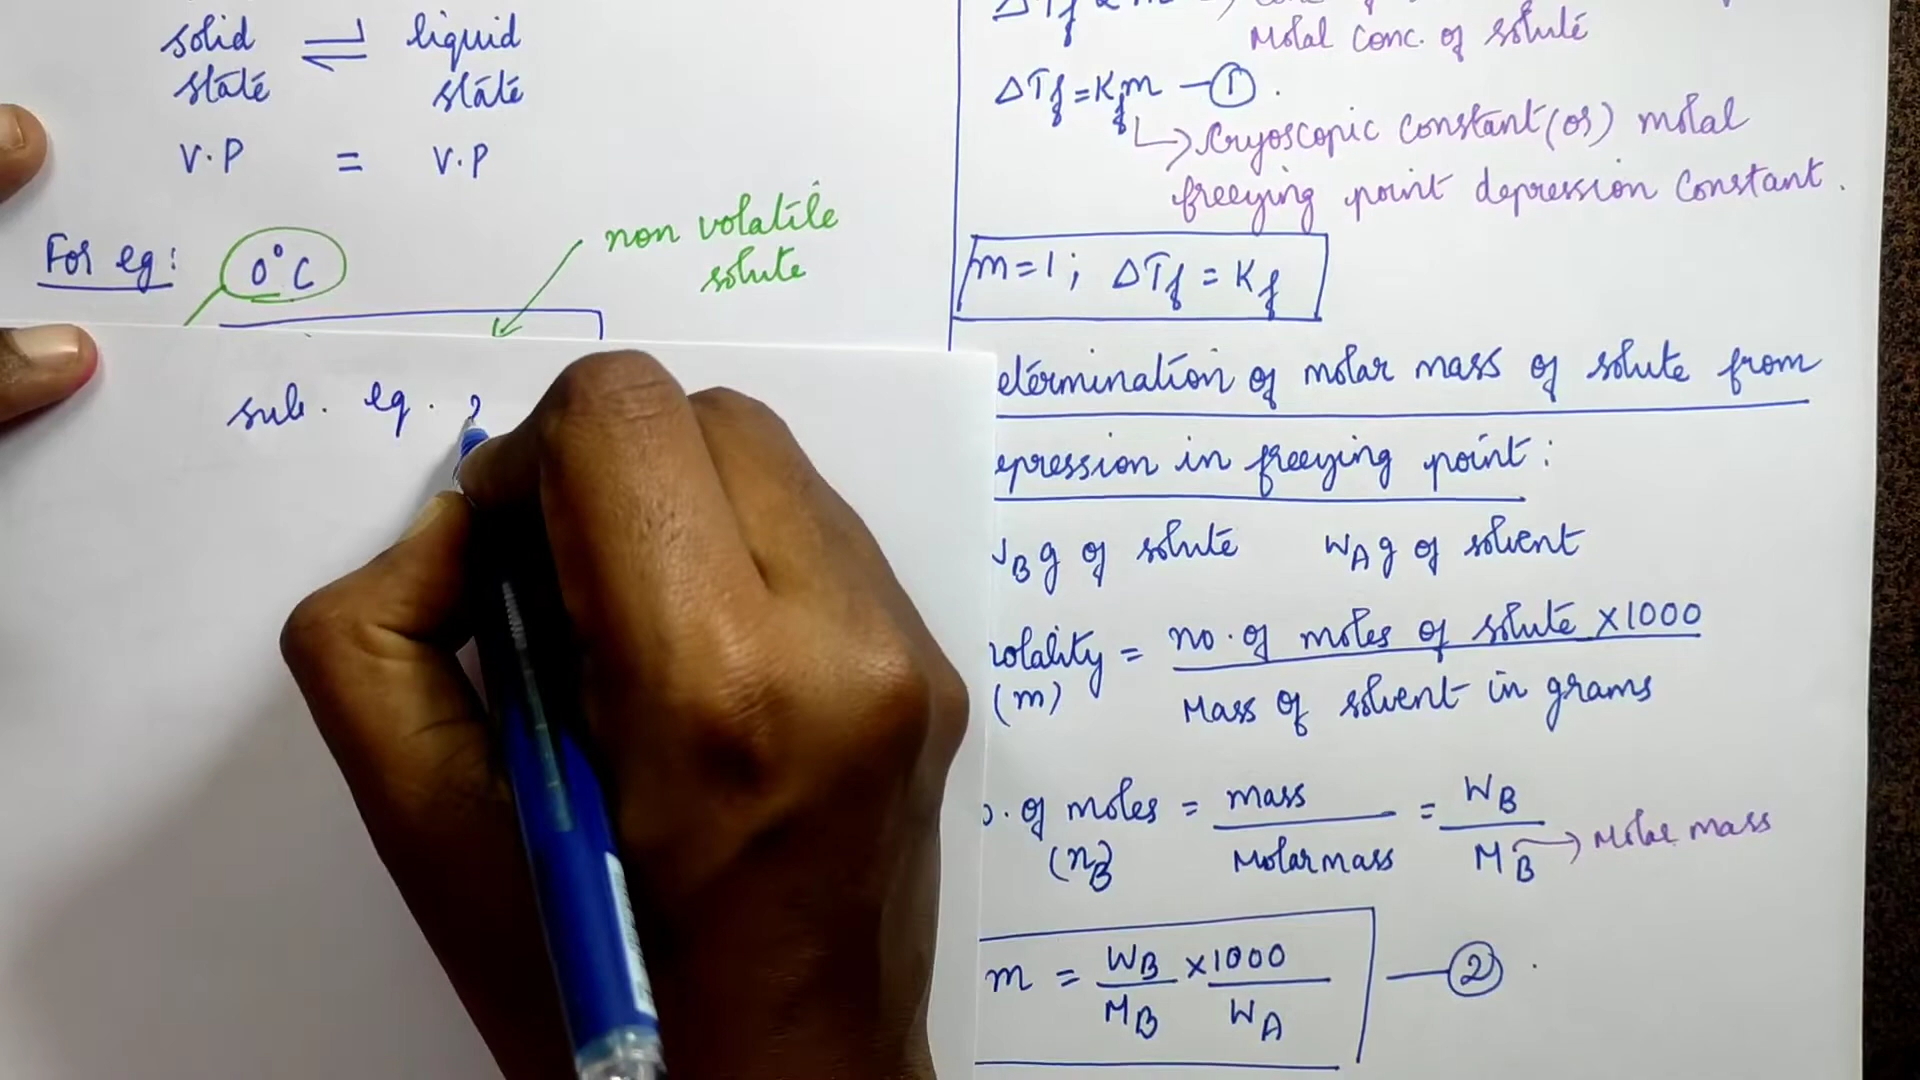 solid ⇌ liquid
state state
V.P = V.P
For eg: 0°C
non volatile
solute
sub. eq. 2
Molal conc. of solute
ΔTf = Kf m — ①.
↳ cryoscopic constant (or) molal
freezing point depression constant.
m = 1 ; ΔTf = Kf
etermination of molar mass of solute from
epression in freezing point :
WB g of solute WA g of solvent
olality = no. of moles of solute × 1000
(m) Mass of solvent in grams
o. of moles = mass = WB
(nB) Molar mass MB → Molar mass
m = WB × 1000 — ②
MB WA